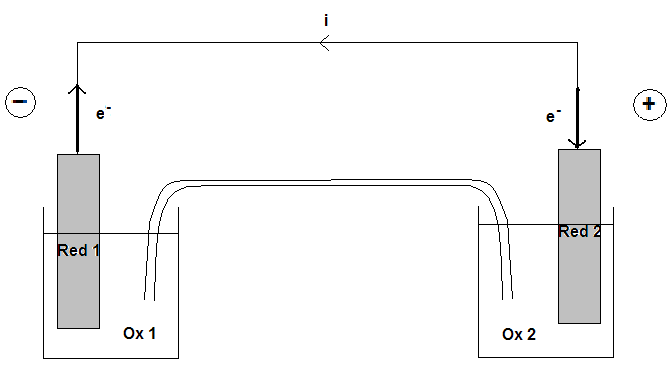 i
−
e-
e-
+
Red 1
Red 2
Ox 1
Ox 2